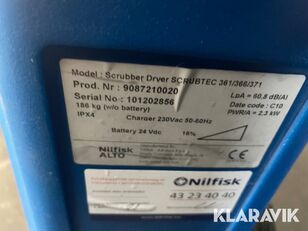 Model: Scrubber Dryer SCRUBTEC 361/366/371
Prod. Nr - 9087210020
LpA = 60.8 dB/A
Serial No : 101202856
Date code : C10
186 kg (w/o battery)
PWR/A = 2.3 kW
IPX4
Charger 230Vac 50-60Hz
Battery 24 Vdc
16%
Nilfisk
ALTO
Nilfisk
43 23 40 40
KLARAVIK